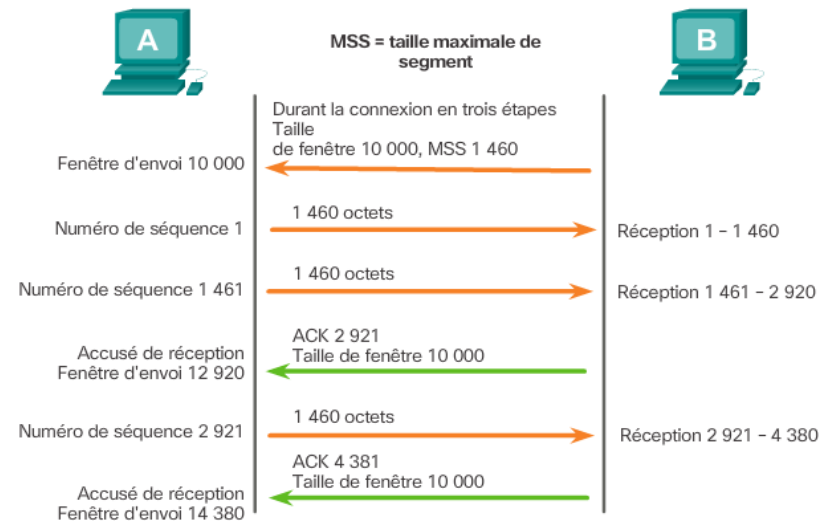 A
B
MSS = taille maximale de
segment
Durant la connexion en trois étapes
Taille
de fenêtre 10 000, MSS 1 460
Fenêtre d'envoi 10 000
1 460 octets
Numéro de séquence 1
Réception 1 – 1 460
1 460 octets
Numéro de séquence 1 461
Réception 1 461 – 2 920
ACK 2 921
Taille de fenêtre 10 000
Accusé de réception
Fenêtre d'envoi 12 920
1 460 octets
Numéro de séquence 2 921
Réception 2 921 – 4 380
ACK 4 381
Taille de fenêtre 10 000
Accusé de réception
Fenêtre d'envoi 14 380